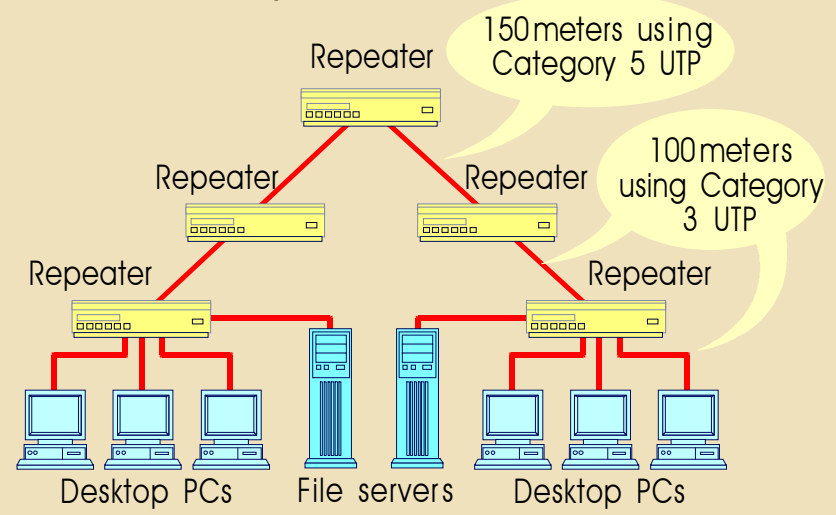 150meters using
Category 5 UTP
Repeater
100meters
using Category
3 UTP
Repeater
Repeater
Repeater
Repeater
Desktop PCs
File servers
Desktop PCs